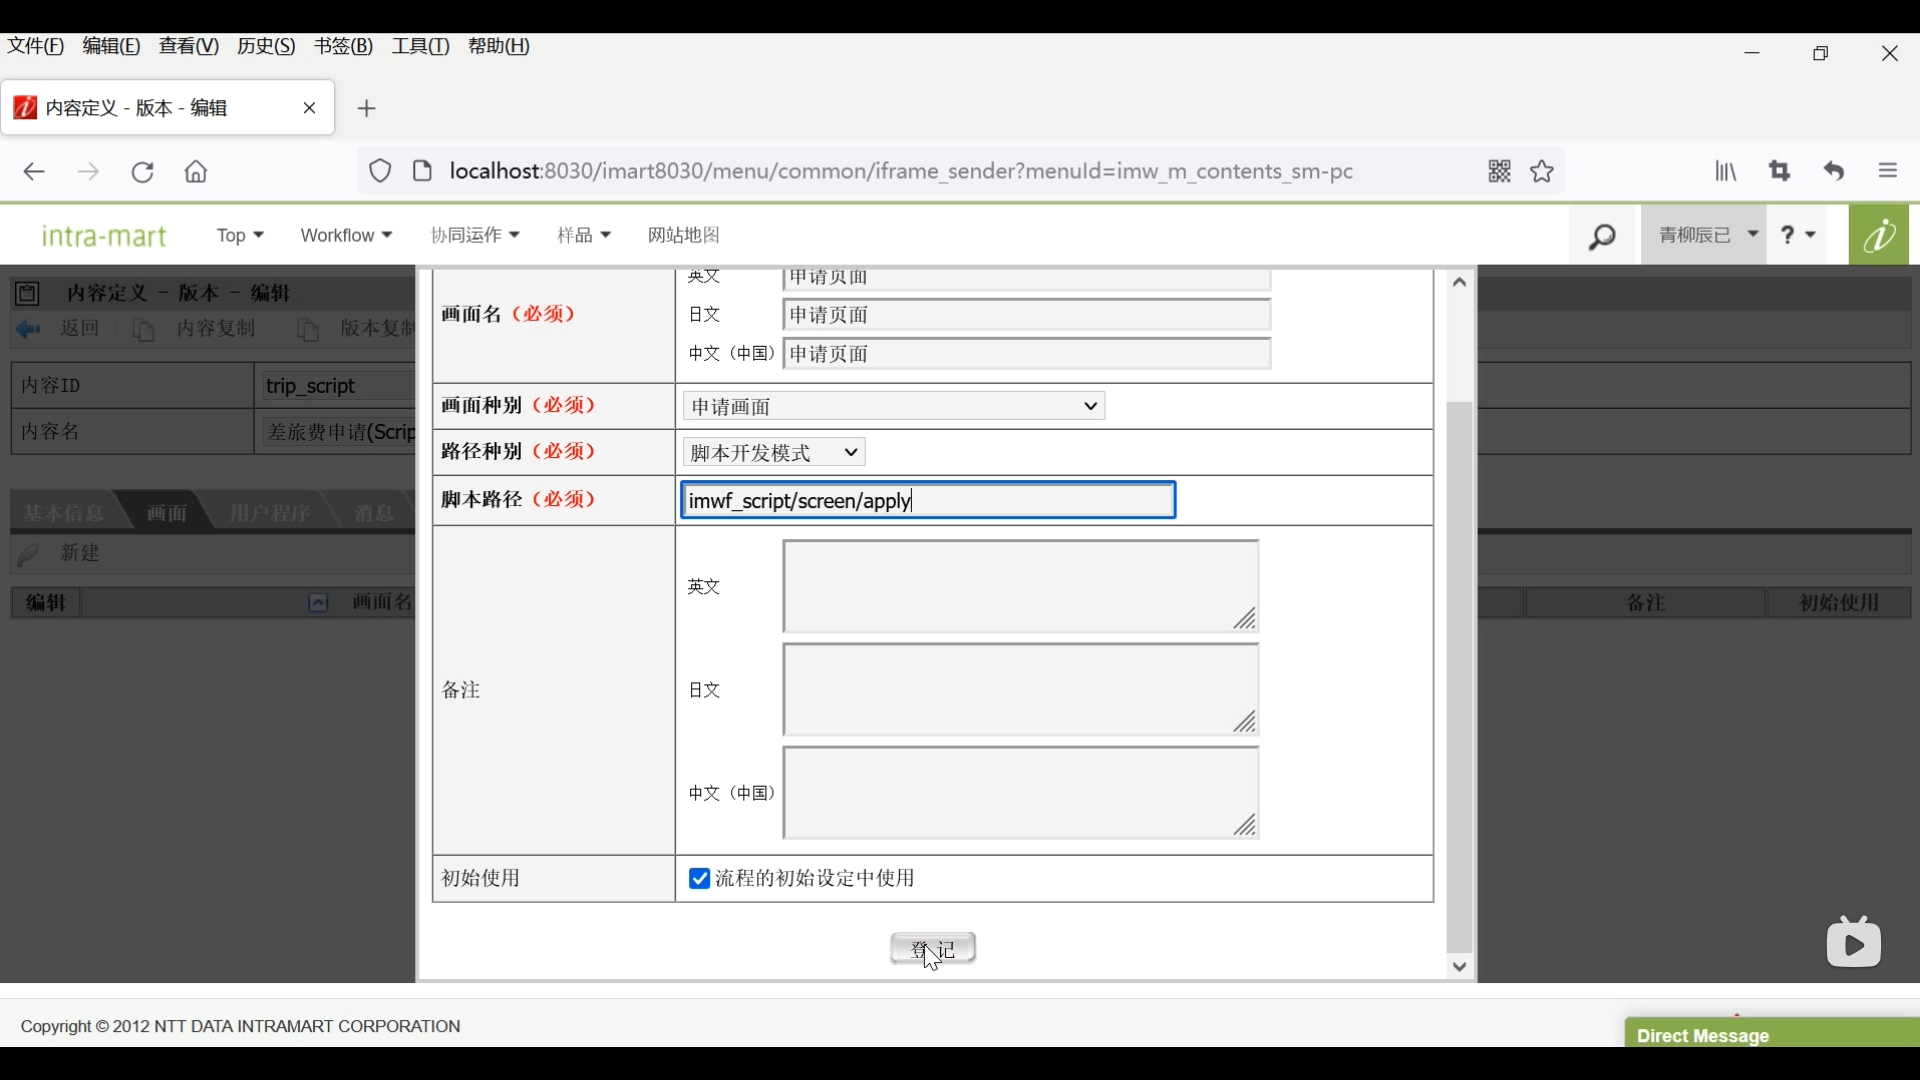 文件(F) 编辑(E) 查看(V) 历史(S) 书签(B) 工具(T) 帮助(H)
内容定义 - 版本 - 编辑
localhost:8030/imart8030/menu/common/iframe_sender?menuId=imw_m_contents_sm-pc
intra-mart Top Workflow 协同运作 样品 网站地图 青柳辰巳 ?
内容定义 - 版本 - 编辑
返回 内容复制 版本复制
内容ID trip_script
内容名 差旅费申请(Scrip
基本信息 画面 用户程序 消息
新建
编辑 画面名 备注 初始使用
画面名（必须）
英文 申请页面
日文 申请页面
中文（中国） 申请页面
画面种别（必须） 申请画面
路径种别（必须） 脚本开发模式
脚本路径（必须） imwf_script/screen/apply
备注
英文
日文
中文（中国）
初始使用 流程的初始设定中使用
登记
Copyright © 2012 NTT DATA INTRAMART CORPORATION
Direct Message